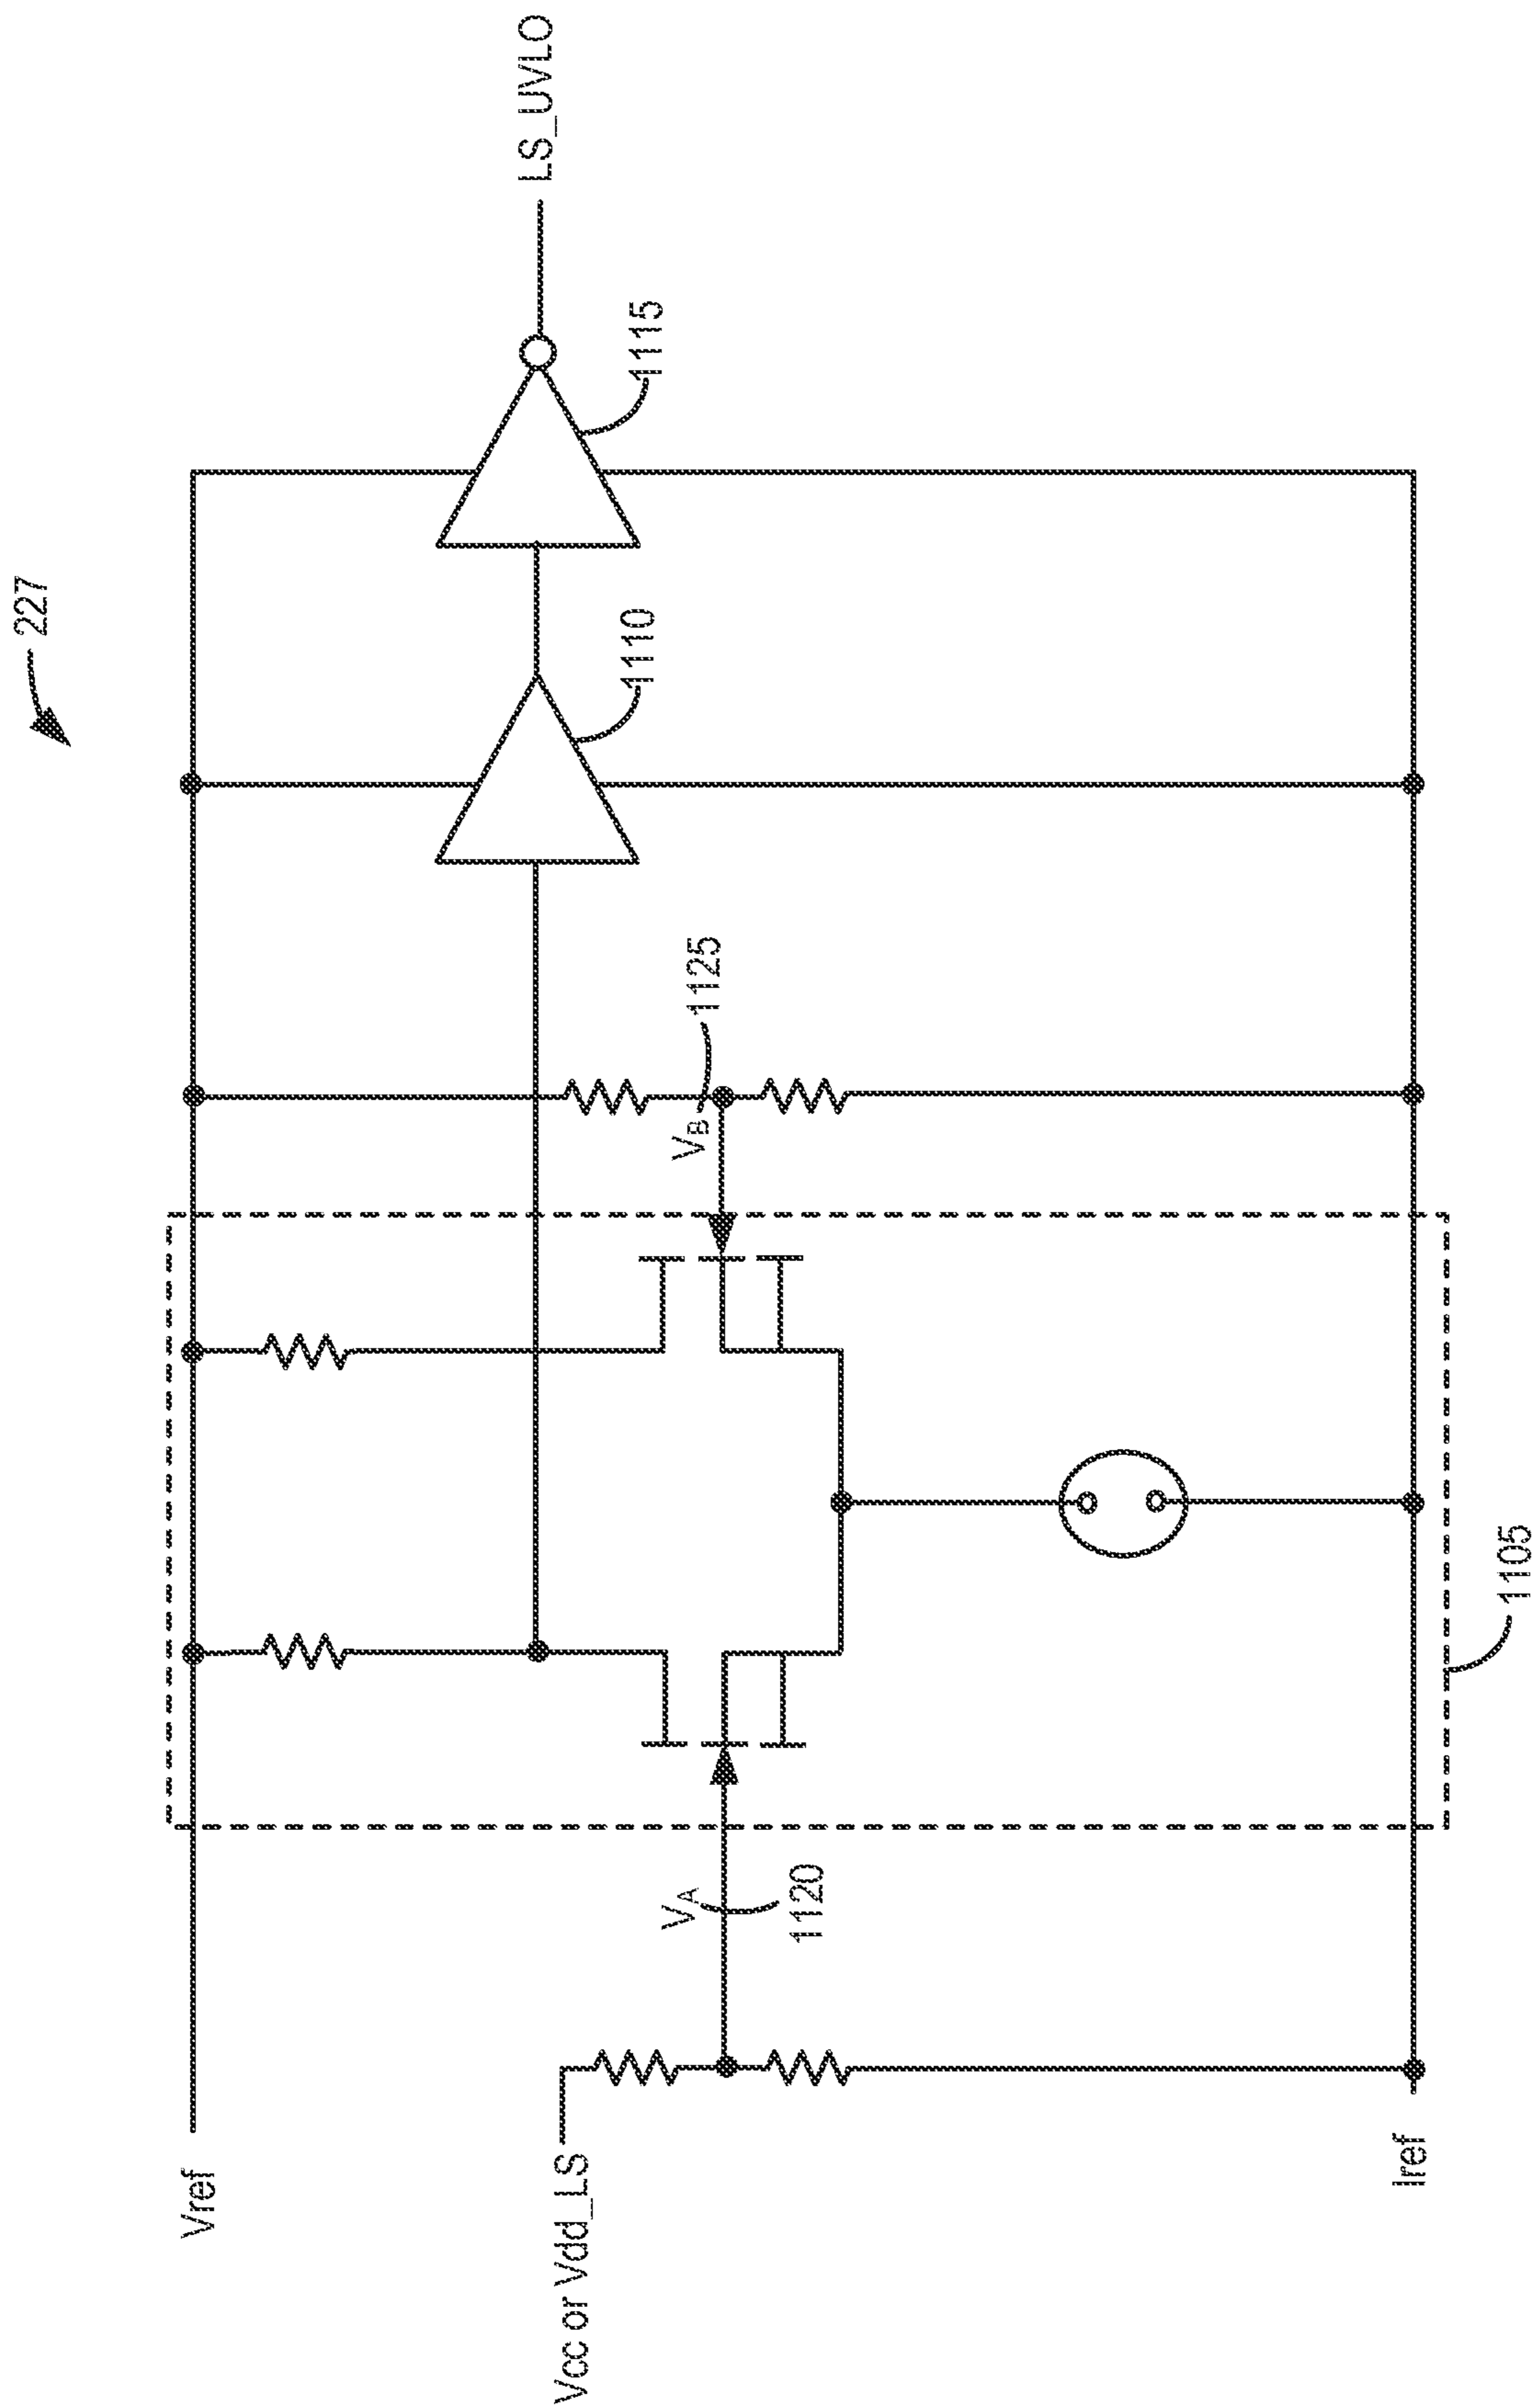 227
Vref
LS_UVLO
1115
1110
1125
VB
VA
1120
Vcc or Vdd_LS
Iref
1105